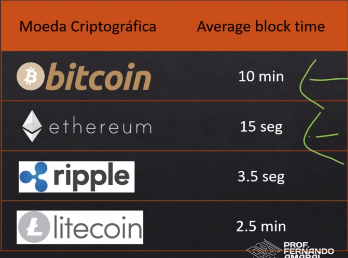 Moeda Criptográfica Average block time
bitcoin 10 min
ethereum 15 seg
ripple 3.5 seg
litecoin 2.5 min
PROF.
FERNANDO
AMARAL